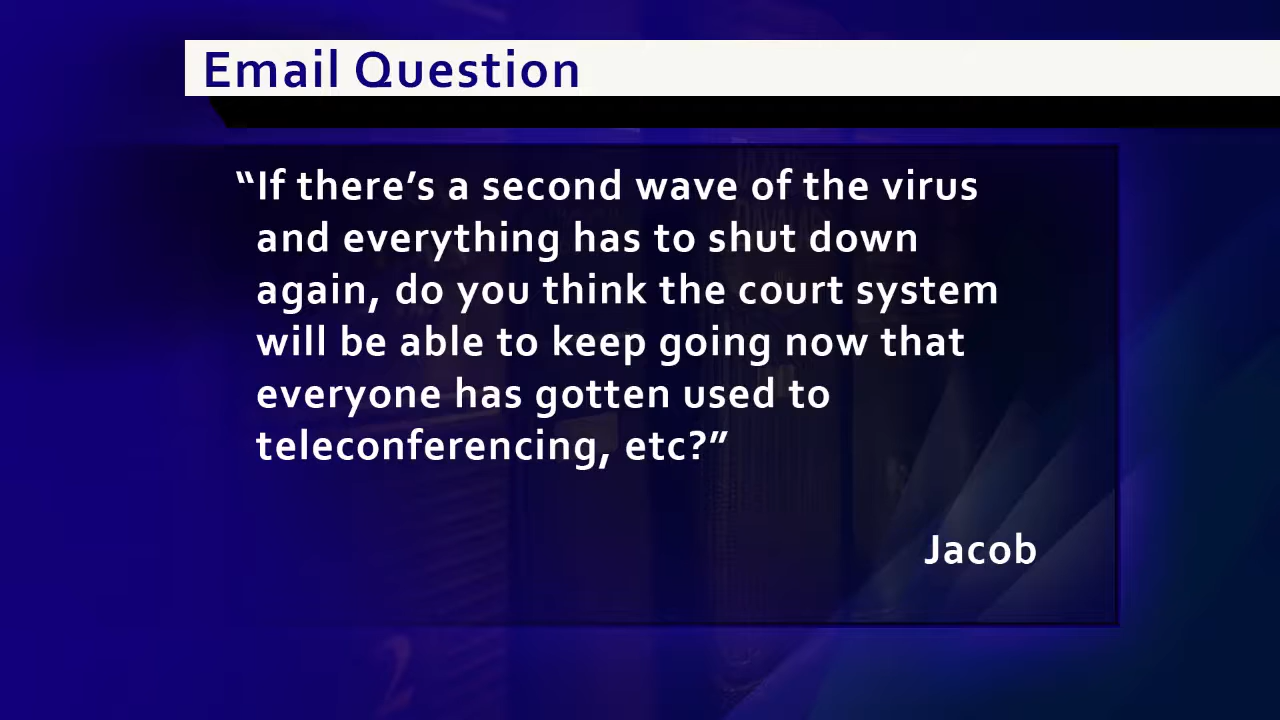 Email Question
“If there’s a second wave of the virus
and everything has to shut down
again, do you think the court system
will be able to keep going now that
everyone has gotten used to
teleconferencing, etc?”
Jacob